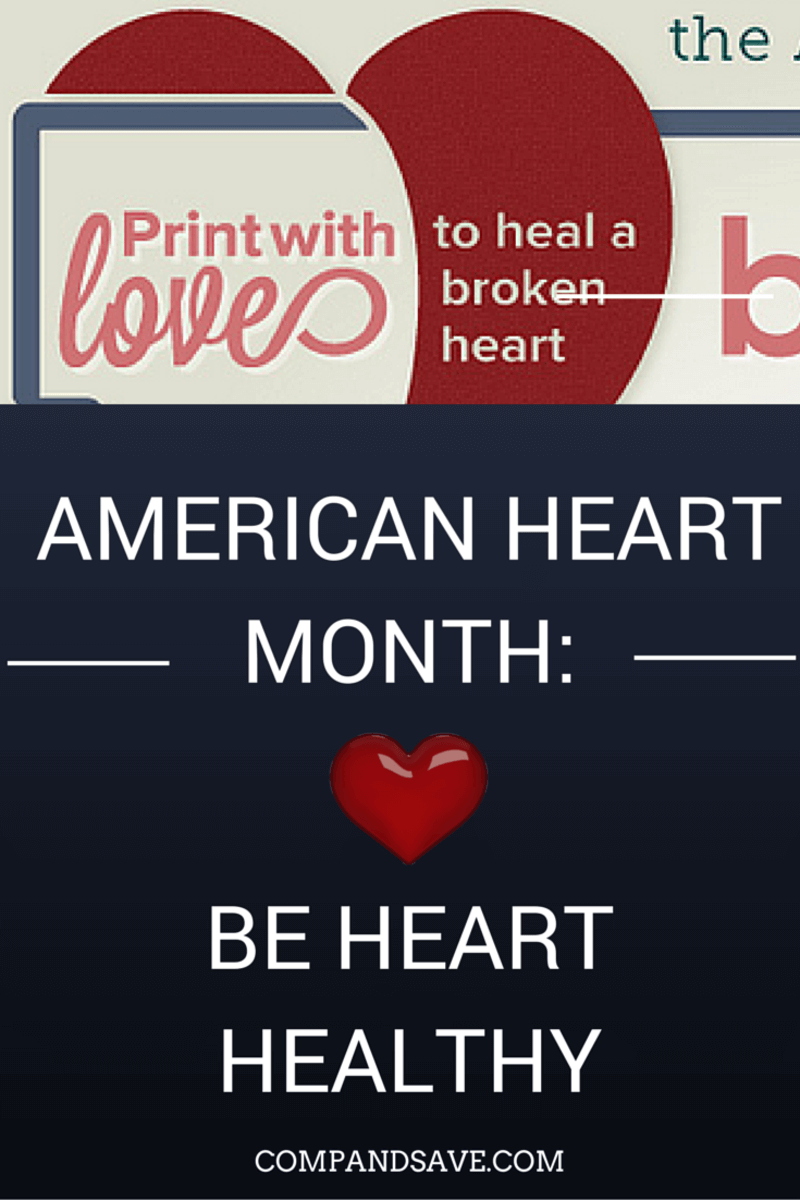 the
Print with
love
to heal a
broken
heart
b
AMERICAN HEART
MONTH:
BE HEART
HEALTHY
COMPANDSAVE.COM